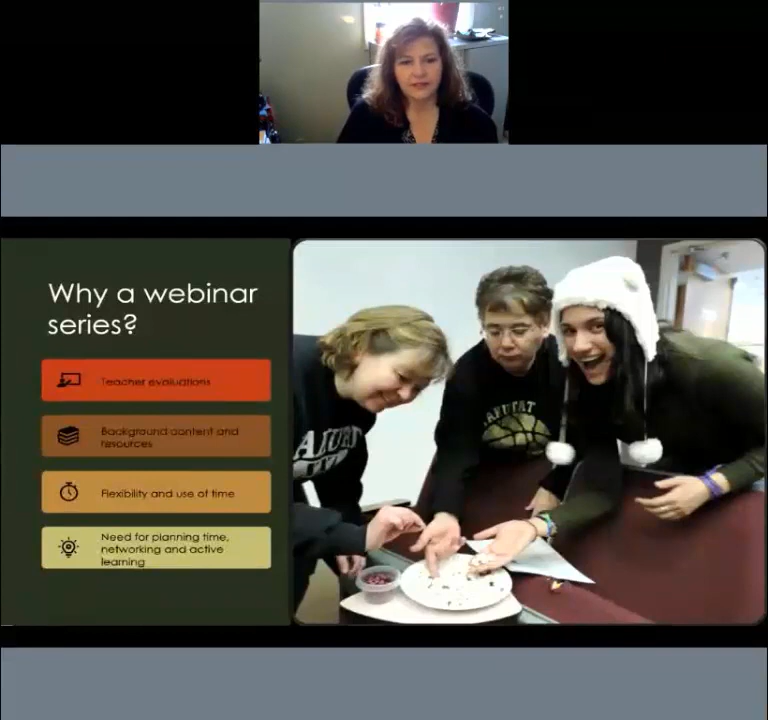 Why a webinar
series?
Teacher evaluations
Background content and
resources
Flexibility and use of time
Need for planning time,
networking and active
learning